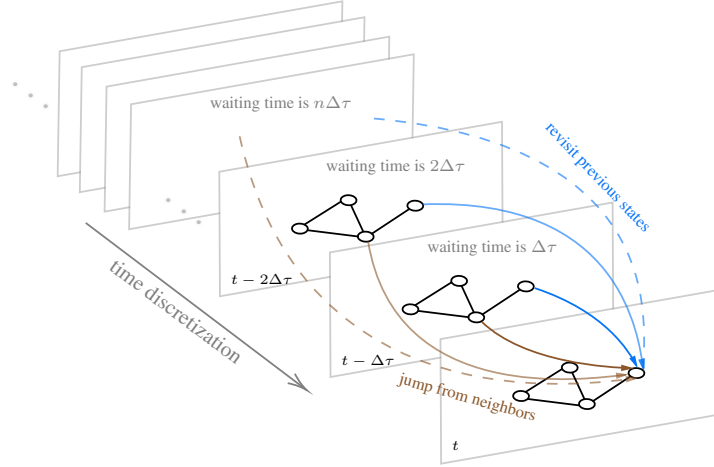 waiting time is nΔτ
revisit previous states
waiting time is 2Δτ
waiting time is Δτ
t − 2Δτ
time discretization
t − Δτ
jump from neighbors
t